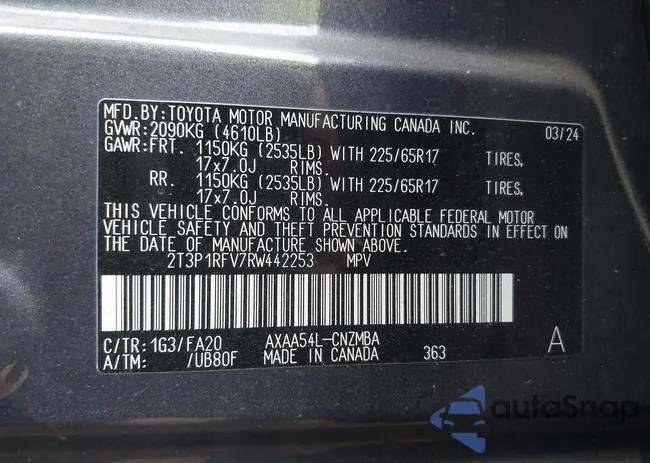 MFD.BY:TOYOTA MOTOR MANUFACTURING CANADA INC. 03/24
GVWR:2090KG (4610LB)
GAWR:FRT. 1150KG (2535LB) WITH 225/65R17 TIRES,
17x7.0J RIMS.
RR. 1150KG (2535LB) WITH 225/65R17 TIRES,
17x7.0J RIMS.
THIS VEHICLE CONFORMS TO ALL APPLICABLE FEDERAL MOTOR
VEHICLE SAFETY AND THEFT PREVENTION STANDARDS IN EFFECT ON
THE DATE OF MANUFACTURE SHOWN ABOVE.
2T3P1RFV7RW442253 MPV
C/TR: 1G3/FA20 AXAA54L-CNZMBA
A/TM: /UB80F MADE IN CANADA 363 A
autoSnap